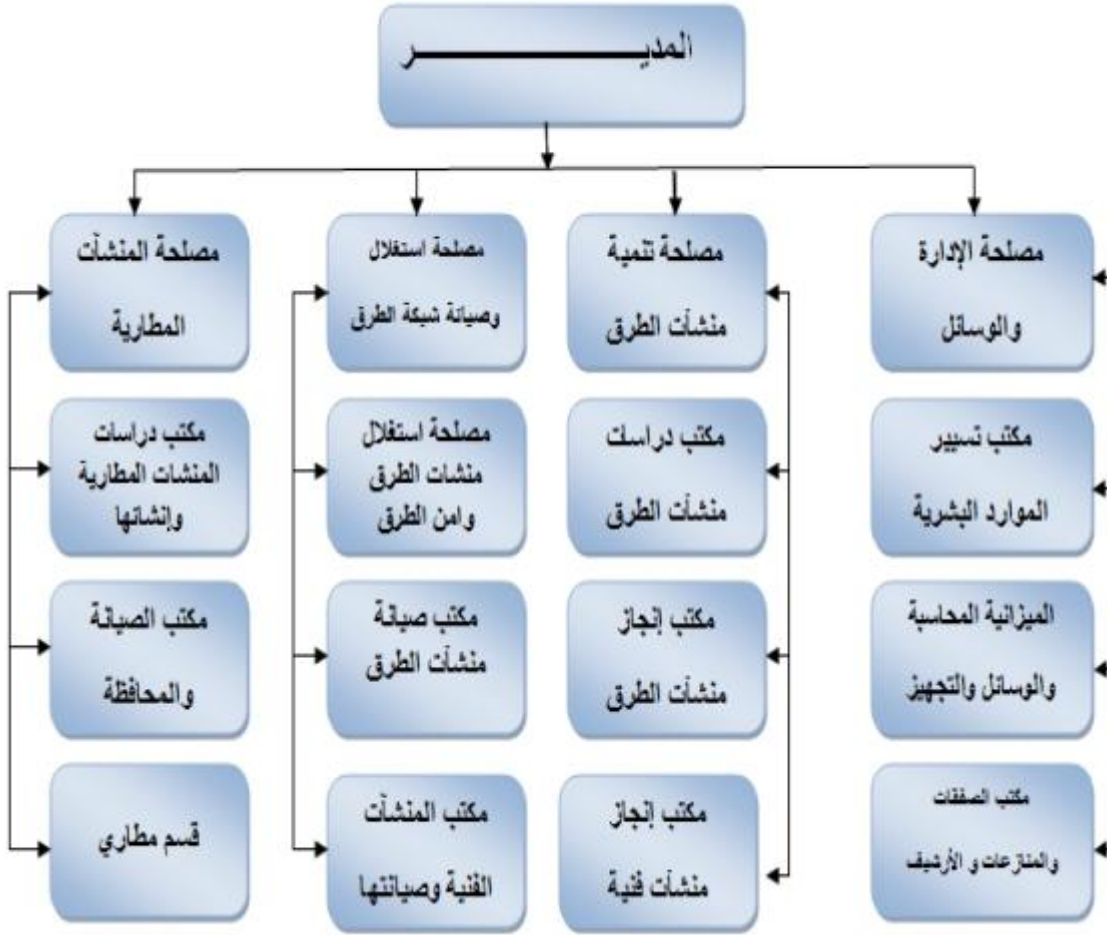 المديـــــــــــــــــر
مصلحة الإدارة
والوسائل
مصلحة تنمية
منشآت الطرق
مصلحة استغلال
وصيانة شبكة الطرق
مصلحة المنشآت
المطارية
مكتب تسيير
الموارد البشرية
مكتب دراسات
منشآت الطرق
مصلحة استغلال
منشات الطرق
وامن الطرق
مكتب دراسات
المنشات المطارية
وإنشائها
الميزانية المحاسبة
والوسائل والتجهيز
مكتب إنجاز
منشآت الطرق
مكتب صيانة
منشآت الطرق
مكتب الصيانة
والمحافظة
مكتب الصفقات
والمنازعات و الأرشيف
مكتب إنجاز
منشآت فنية
مكتب المنشآت
الفنية وصيانتها
قسم مطاري